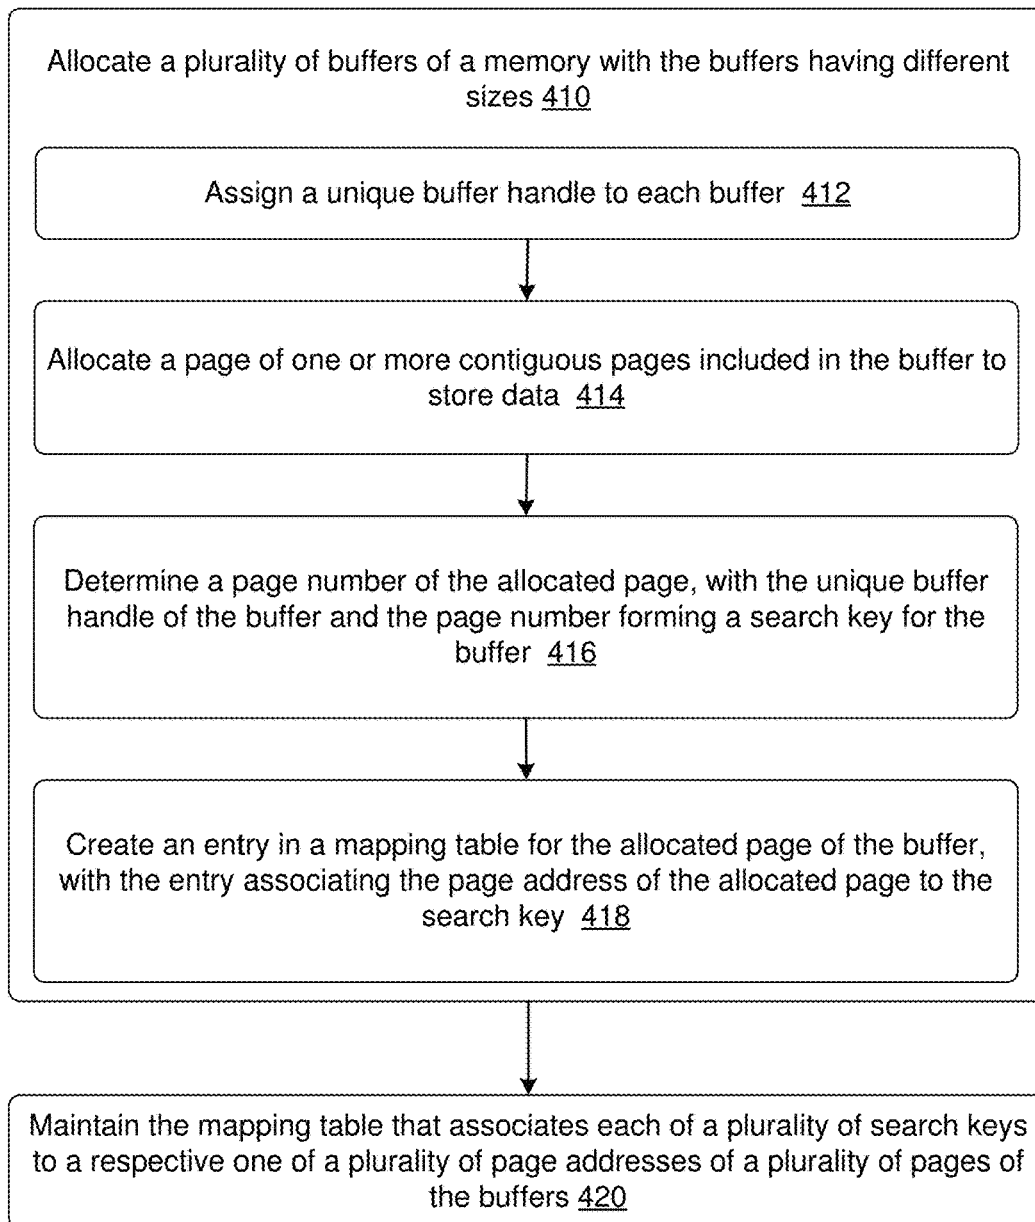 Allocate a plurality of buffers of a memory with the buffers having different
sizes 410
Assign a unique buffer handle to each buffer 412
Allocate a page of one or more contiguous pages included in the buffer to
store data 414
Determine a page number of the allocated page, with the unique buffer
handle of the buffer and the page number forming a search key for the
buffer 416
Create an entry in a mapping table for the allocated page of the buffer,
with the entry associating the page address of the allocated page to the
search key 418
Maintain the mapping table that associates each of a plurality of search keys
to a respective one of a plurality of page addresses of a plurality of pages of
the buffers 420